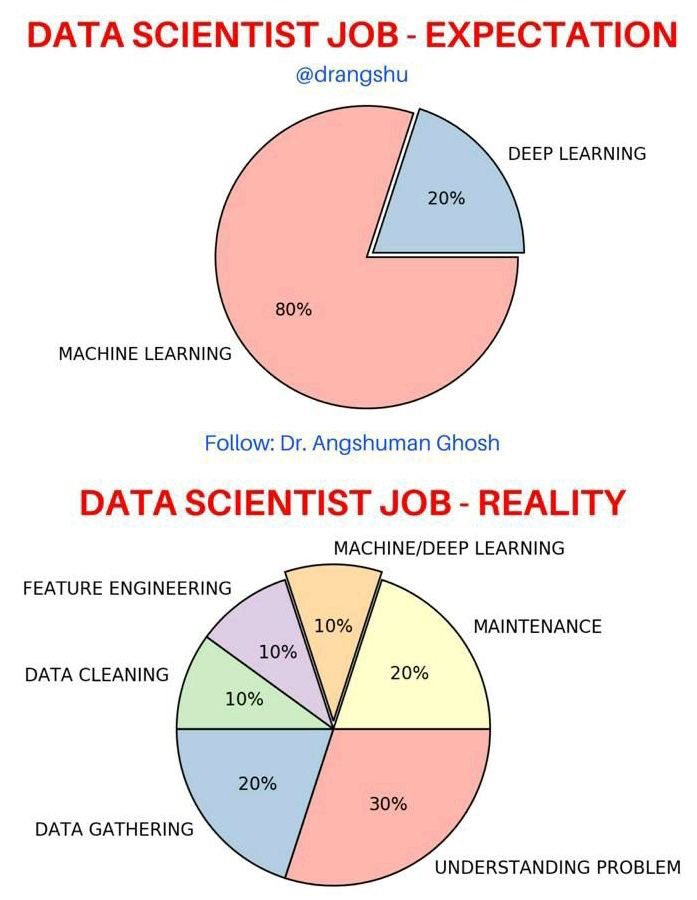 DATA SCIENTIST JOB - EXPECTATION
@drangshu
DEEP LEARNING
20%
80%
MACHINE LEARNING
Follow: Dr. Angshuman Ghosh
DATA SCIENTIST JOB - REALITY
MACHINE/DEEP LEARNING
FEATURE ENGINEERING
10%
MAINTENANCE
10%
DATA CLEANING
20%
10%
20%
30%
DATA GATHERING
UNDERSTANDING PROBLEM